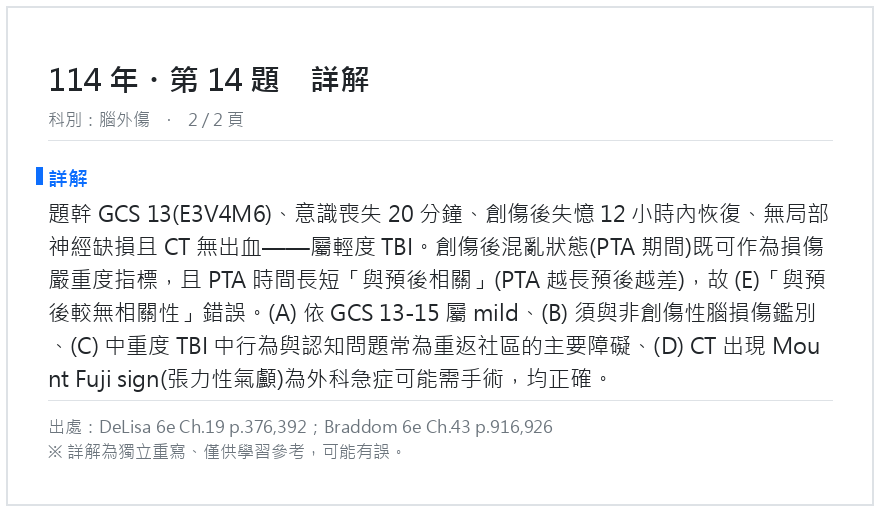 114 年・第 14 題　詳解
科別：腦外傷　·　2 / 2 頁
詳解
題幹 GCS 13(E3V4M6)、意識喪失 20 分鐘、創傷後失憶 12 小時內恢復、無局部
神經缺損且 CT 無出血——屬輕度 TBI。創傷後混亂狀態(PTA 期間)既可作為損傷
嚴重度指標，且 PTA 時間長短「與預後相關」(PTA 越長預後越差)，故 (E)「與預
後較無相關性」錯誤。(A) 依 GCS 13-15 屬 mild、(B) 須與非創傷性腦損傷鑑別
、(C) 中重度 TBI 中行為與認知問題常為重返社區的主要障礙、(D) CT 出現 Mou
nt Fuji sign(張力性氣顱)為外科急症可能需手術，均正確。
出處：DeLisa 6e Ch.19 p.376,392；Braddom 6e Ch.43 p.916,926
※ 詳解為獨立重寫、僅供學習參考，可能有誤。